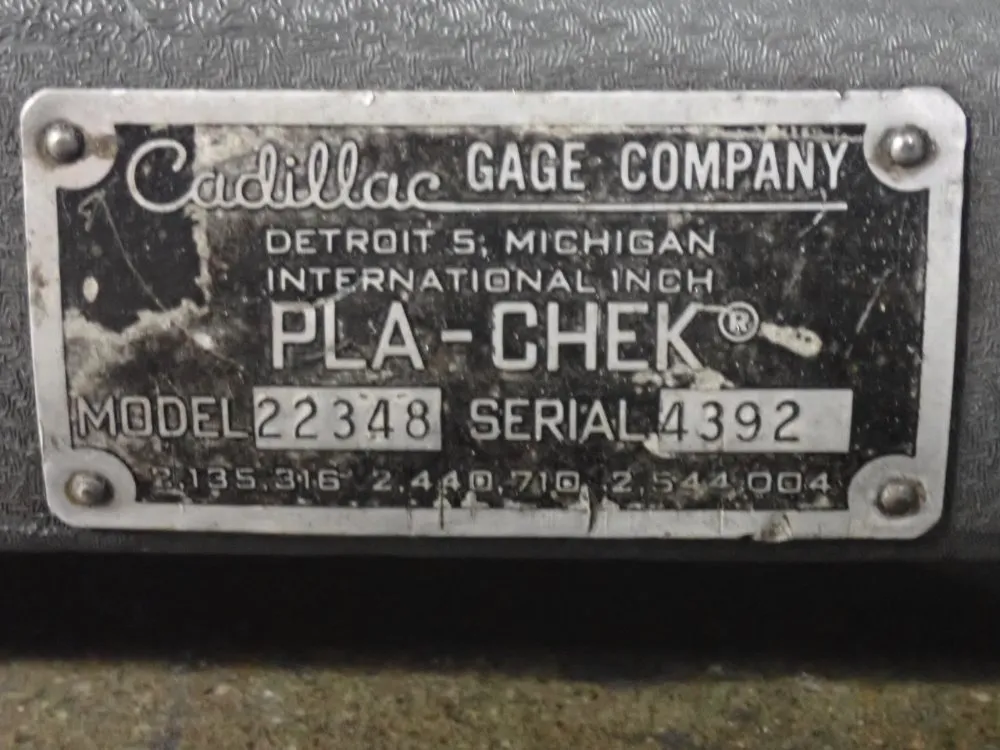 Cadillac GAGE COMPANY
DETROIT 5, MICHIGAN
INTERNATIONAL INCH
PLA-CHEK®
MODEL 22348 SERIAL 4392
2,135,316 2,440,710 2,544,004